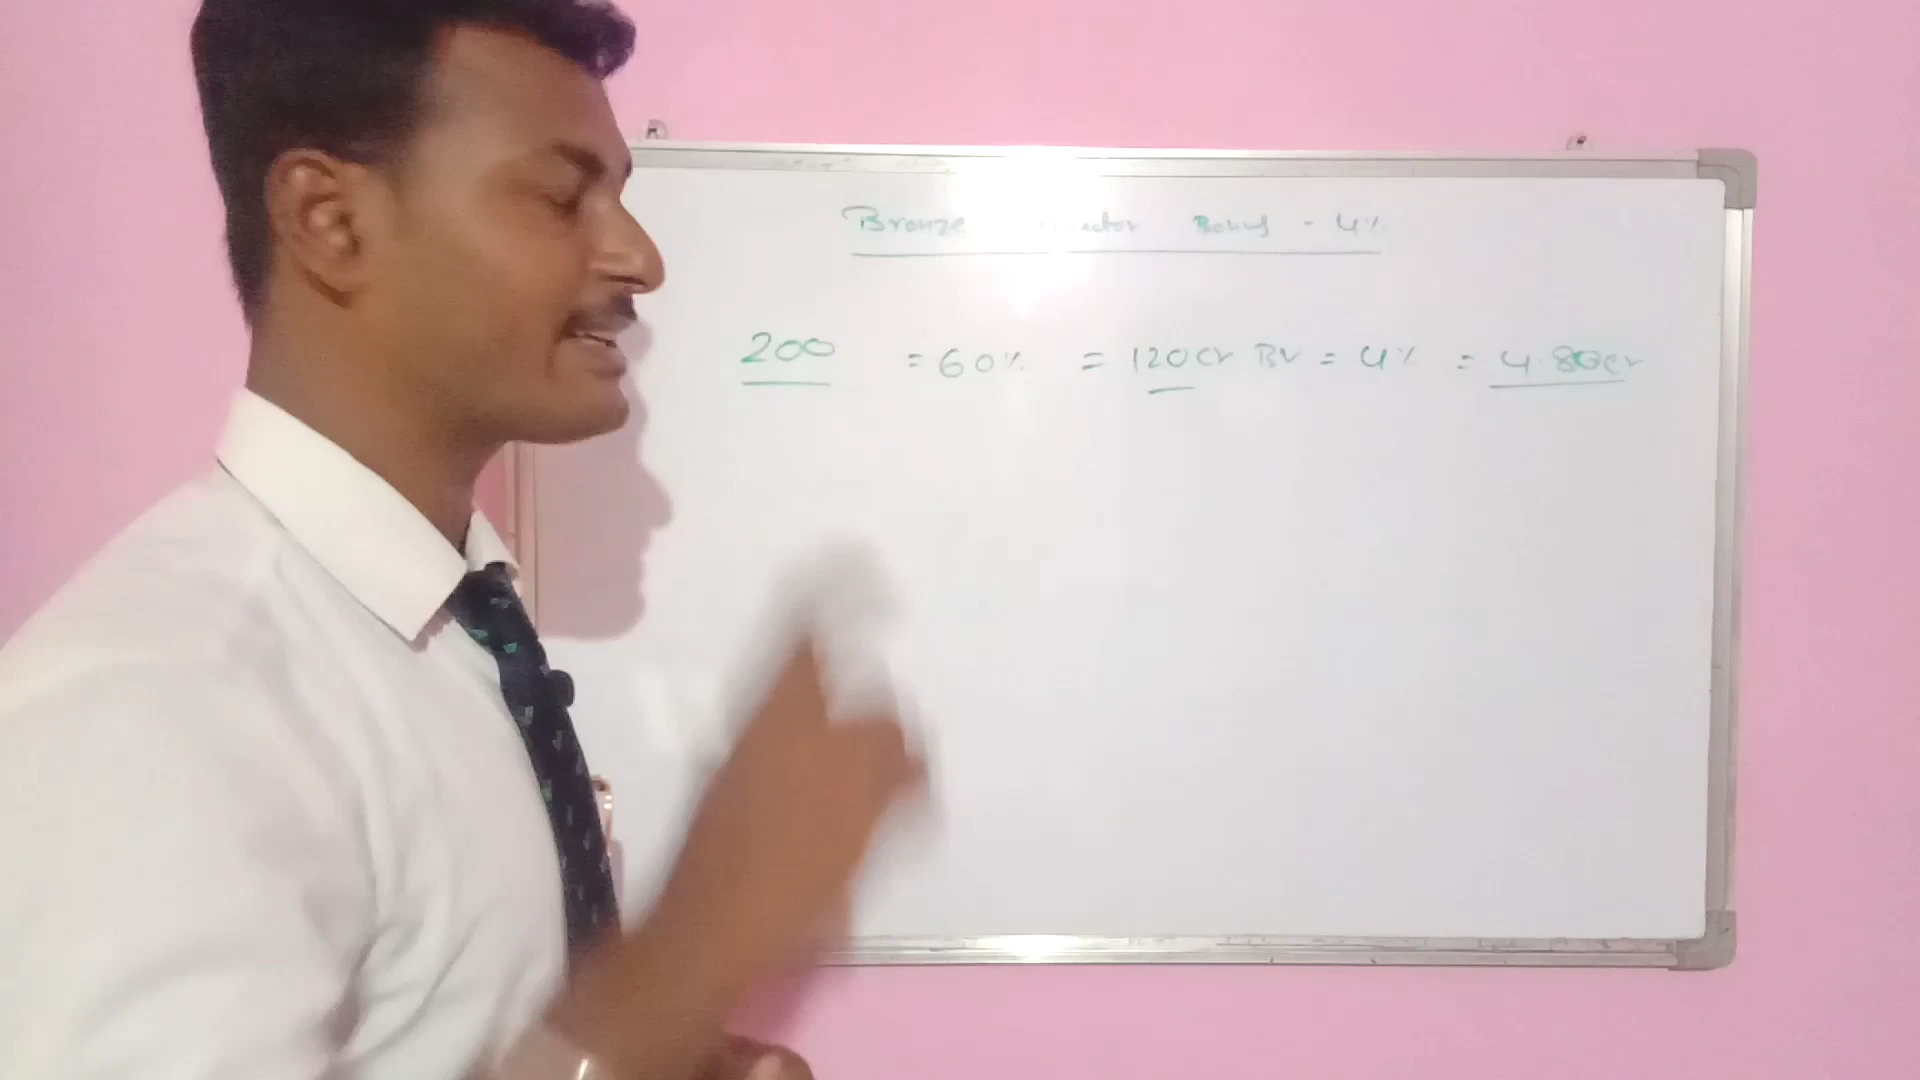 Bronze Bonus - 4%
200 = 60% = 120Cr BV = 4% = 4.80Cr